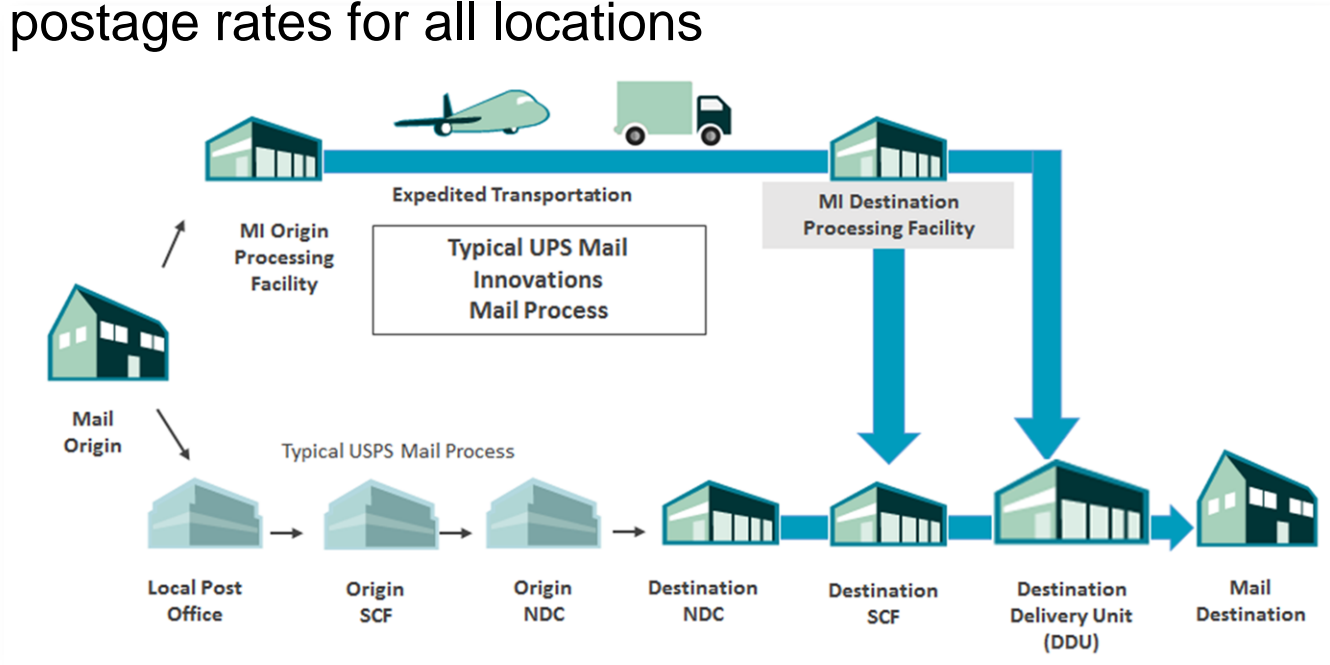 postage rates for all locations
Expedited Transportation
MI Destination
Processing Facility
MI Origin
Processing
Facility
Typical UPS Mail
Innovations
Mail Process
Mail
Origin
Typical USPS Mail Process
Local Post
Office
Origin
SCF
Origin
NDC
Destination
NDC
Destination
SCF
Destination
Delivery Unit
(DDU)
Mail
Destination